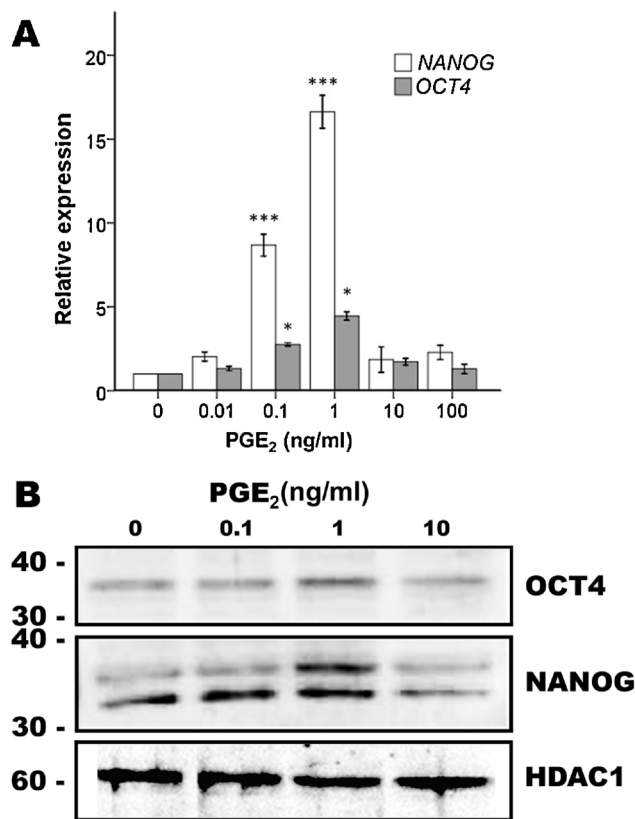 A
Relative expression
20
15
10
5
0
NANOG
OCT4
***
***
*
*
0 0.01 0.1 1 10 100
PGE₂ (ng/ml)
B
PGE₂(ng/ml)
0 0.1 1 10
40 -
30 -
OCT4
40 -
30 -
NANOG
60 -
HDAC1